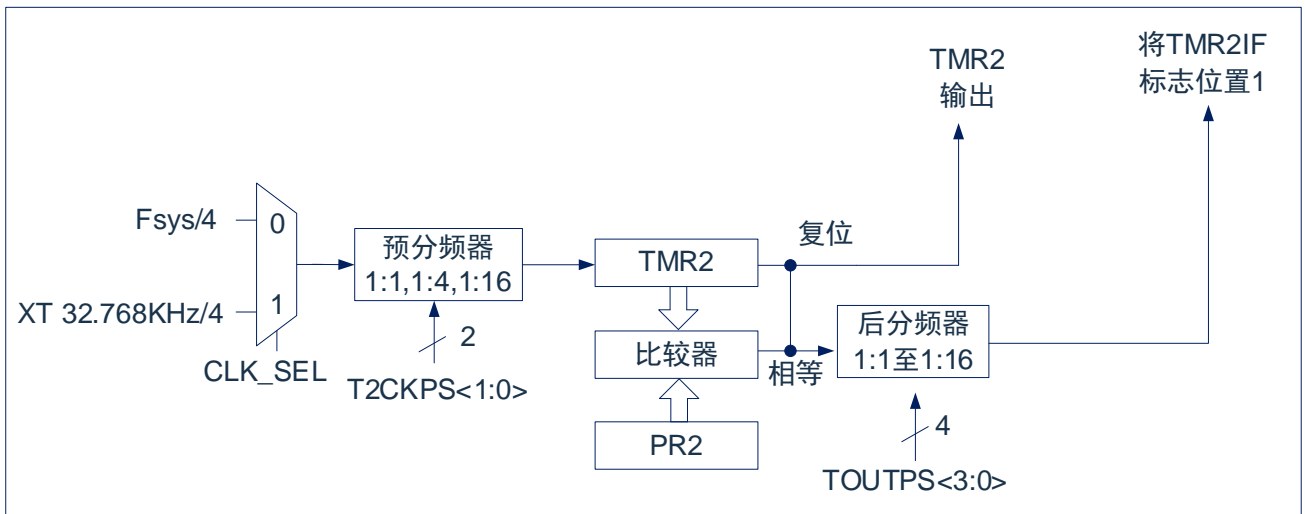 将TMR2IF
标志位置1
TMR2
输出
Fsys/4
0
预分频器
1:1,1:4,1:16
TMR2
复位
XT 32.768KHz/4
1
2
比较器
相等
后分频器
1:1至1:16
CLK_SEL
T2CKPS<1:0>
PR2
4
TOUTPS<3:0>